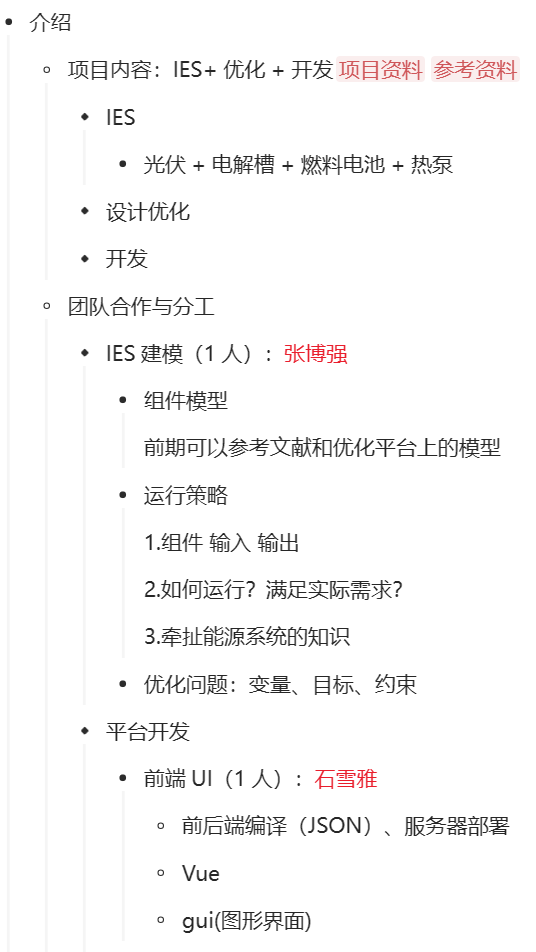 介绍
项目内容：IES+ 优化 + 开发 项目资料 参考资料
IES
光伏 + 电解槽 + 燃料电池 + 热泵
设计优化
开发
团队合作与分工
IES 建模（1 人）：张博强
组件模型
前期可以参考文献和优化平台上的模型
运行策略
1.组件 输入 输出
2.如何运行？满足实际需求？
3.牵扯能源系统的知识
优化问题：变量、目标、约束
平台开发
前端 UI（1 人）：石雪雅
前后端编译（JSON）、服务器部署
Vue
gui(图形界面)